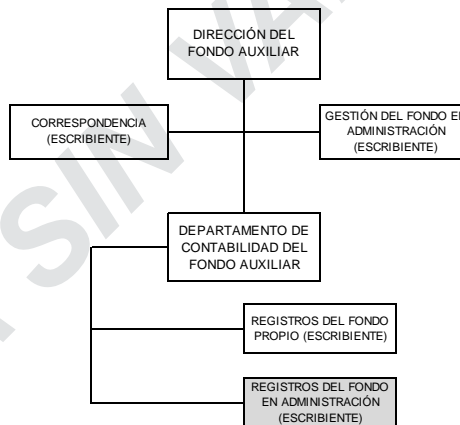 DIRECCIÓN DEL
FONDO AUXILIAR
CORRESPONDENCIA
(ESCRIBIENTE)
GESTIÓN DEL FONDO E
ADMINISTRACIÓN
(ESCRIBIENTE)
DEPARTAMENTO DE
CONTABILIDAD DEL
FONDO AUXILIAR
REGISTROS DEL FONDO
PROPIO (ESCRIBIENTE)
REGISTROS DEL FONDO
EN ADMINISTRACIÓN
(ESCRIBIENTE)
SIN